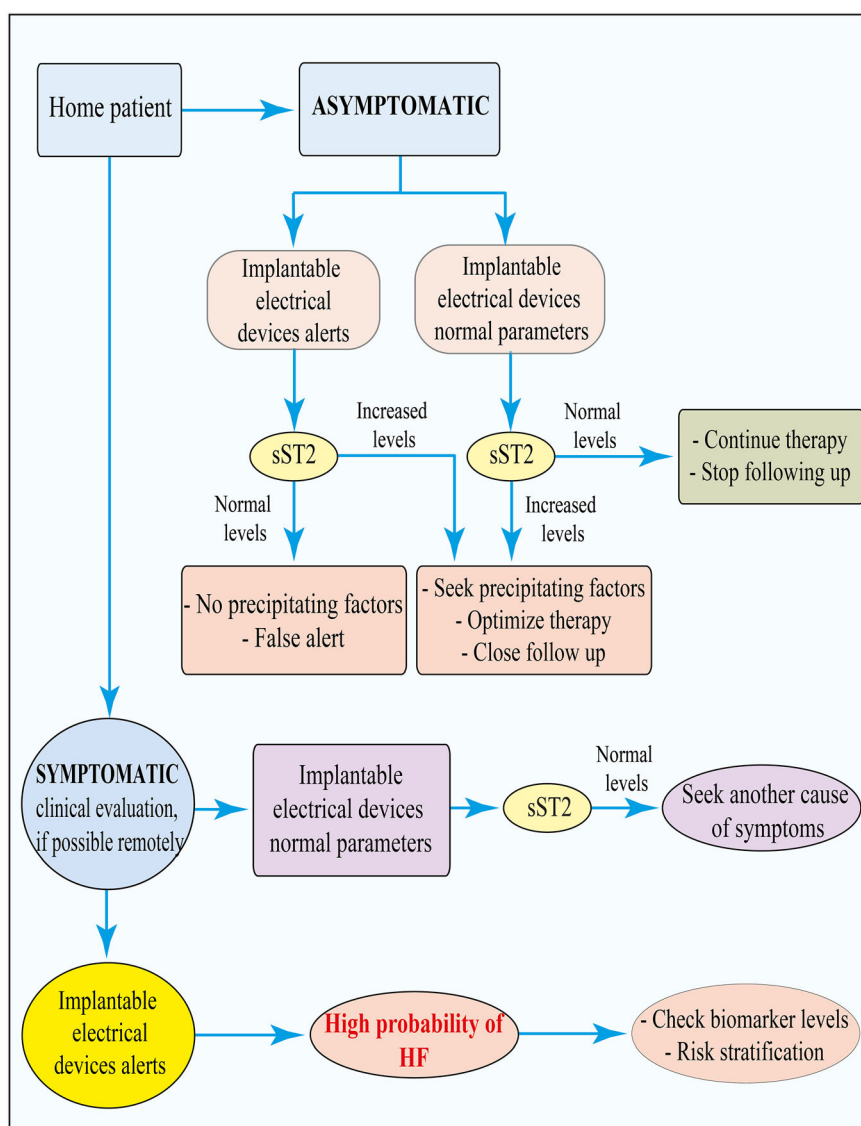 Home patient
ASYMPTOMATIC
Implantable
electrical
devices alerts
Implantable
electrical devices
normal parameters
Increased
levels
Normal
levels
sST2
sST2
- Continue therapy
- Stop following up
Normal
levels
Increased
levels
- No precipitating factors
- False alert
- Seek precipitating factors
- Optimize therapy
- Close follow up
SYMPTOMATIC
clinical evaluation,
if possible remotely
Implantable
electrical devices
normal parameters
sST2
Normal
levels
Seek another cause
of symptoms
Implantable
electrical
devices alerts
High probability of
HF
- Check biomarker levels
- Risk stratification